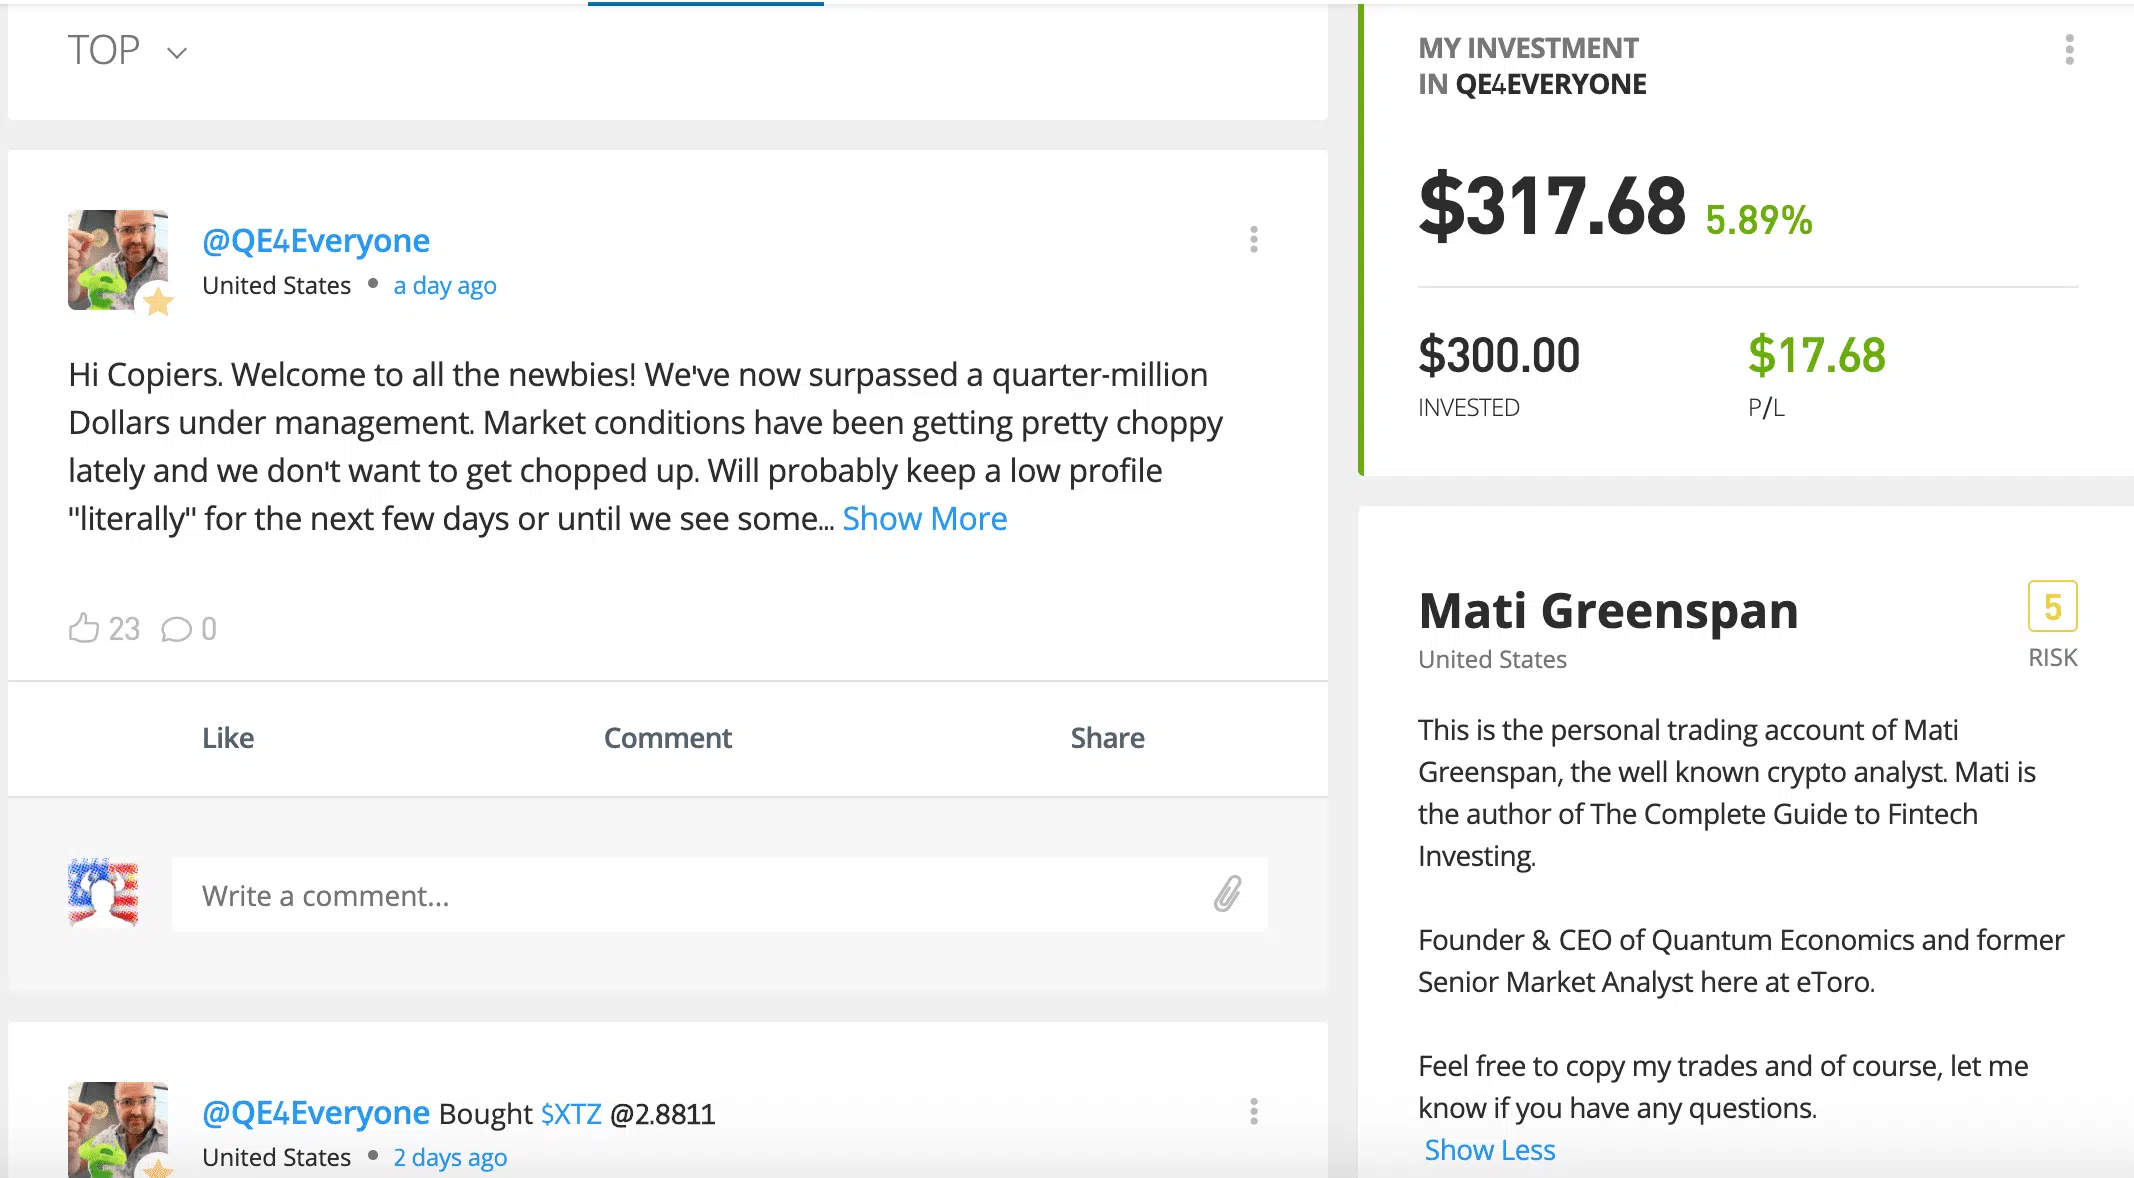 TOP
@QE4Everyone
United States • a day ago
Hi Copiers. Welcome to all the newbies! We've now surpassed a quarter-million
Dollars under management. Market conditions have been getting pretty choppy
lately and we don't want to get chopped up. Will probably keep a low profile
"literally" for the next few days or until we see some... Show More
23 0
Like Comment Share
Write a comment...
@QE4Everyone Bought $XTZ @2.8811
United States • 2 days ago
MY INVESTMENT
IN QE4EVERYONE
$317.68 5.89%
$300.00 $17.68
INVESTED P/L
Mati Greenspan 5
United States RISK
This is the personal trading account of Mati
Greenspan, the well known crypto analyst. Mati is
the author of The Complete Guide to Fintech
Investing.
Founder & CEO of Quantum Economics and former
Senior Market Analyst here at eToro.
Feel free to copy my trades and of course, let me
know if you have any questions.
Show Less